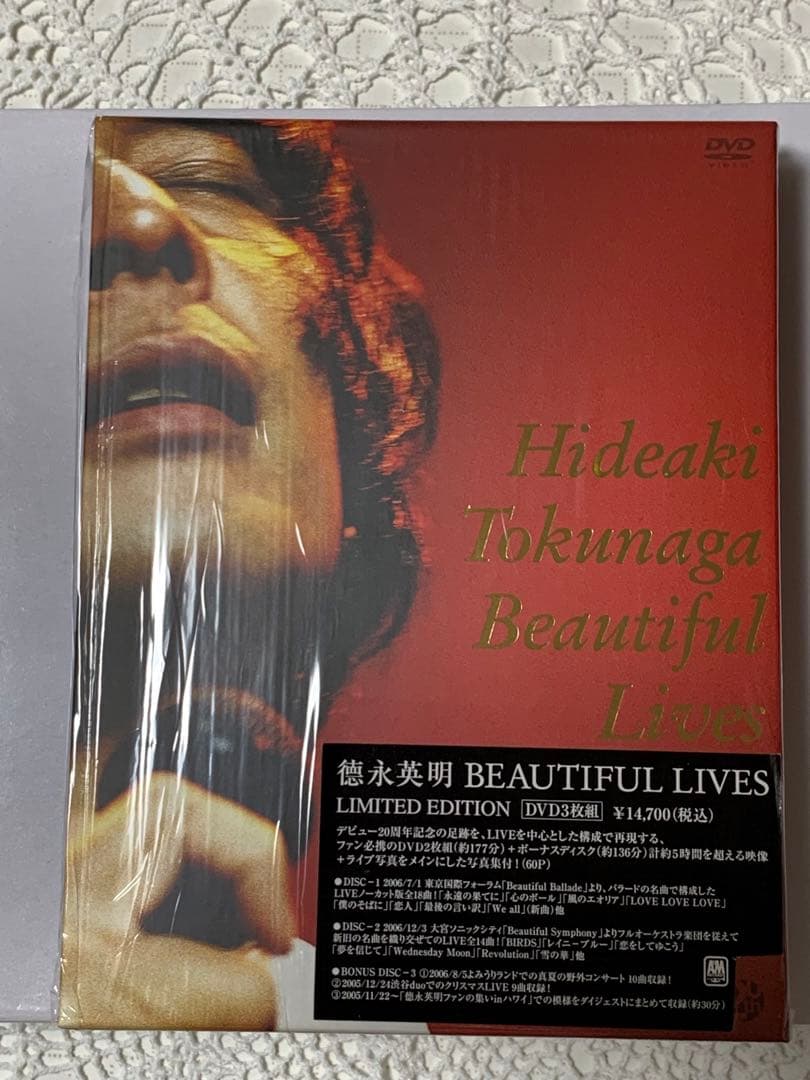 DVD
VIDEO
Hideaki
Tokunaga
Beautiful
Lives
德永英明 BEAUTIFUL LIVES
LIMITED EDITION DVD3枚組 ¥14,700(税込)
デビュー20周年記念の足跡を、LIVEを中心とした構成で再現する、
ファン必携のDVD2枚組(約177分)+ボーナスディスク(約136分)計約5時間を超える映像
+ライブ写真をメインにした写真集付!(60P)
●DISC-1 2006/7/1 東京国際フォーラム「Beautiful Ballade」より、バラードの名曲で構成した
LIVEノーカット版全18曲!「永遠の果てに」「心のボール」「風のエオリア」「LOVE LOVE LOVE」
「僕のそばに」「恋人」「最後の言い訳」「We all」(新曲)他
●DISC-2 2006/12/3 大宮ソニックシティ「Beautiful Symphony」よりフルオーケストラ楽団を従えて
新旧の名曲を織り交ぜてのLIVE全14曲!「BIRDS」「レイニーブルー」「恋をしてゆこう」
「夢を信じて」「Wednesday Moon」「Revolution」「雪の華」他
●BONUS DISC-3 ①2006/8/5よみうりランドでの真夏の野外コンサート 10曲収録!
②2005/12/24渋谷duoでのクリスマスLIVE 9曲収録!
③2005/11/22〜「德永英明ファンの集いinハワイ」での模様をダイジェストにまとめて収録(約30分)
A&M